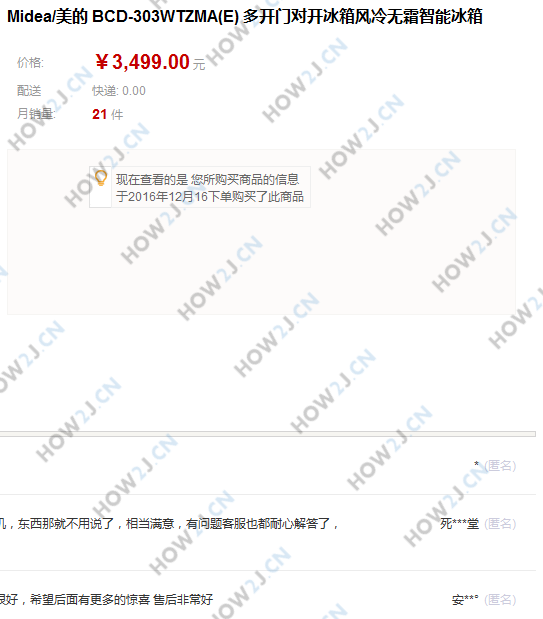 Midea/美的 BCD-303WTZMA(E) 多开门对开冰箱风冷无霜智能冰箱
价格: ￥3,499.00 元
配送 快递: 0.00
月销量: 21 件
现在查看的是 您所购买商品的信息
于2016年12月16下单购买了此商品
* (匿名)
,东西那就不用说了，相当满意，有问题客服也都耐心解答了， 死***堂 (匿名)
很好，希望后面有更多的惊喜 售后非常好 安***° (匿名)
HOW2J.CN